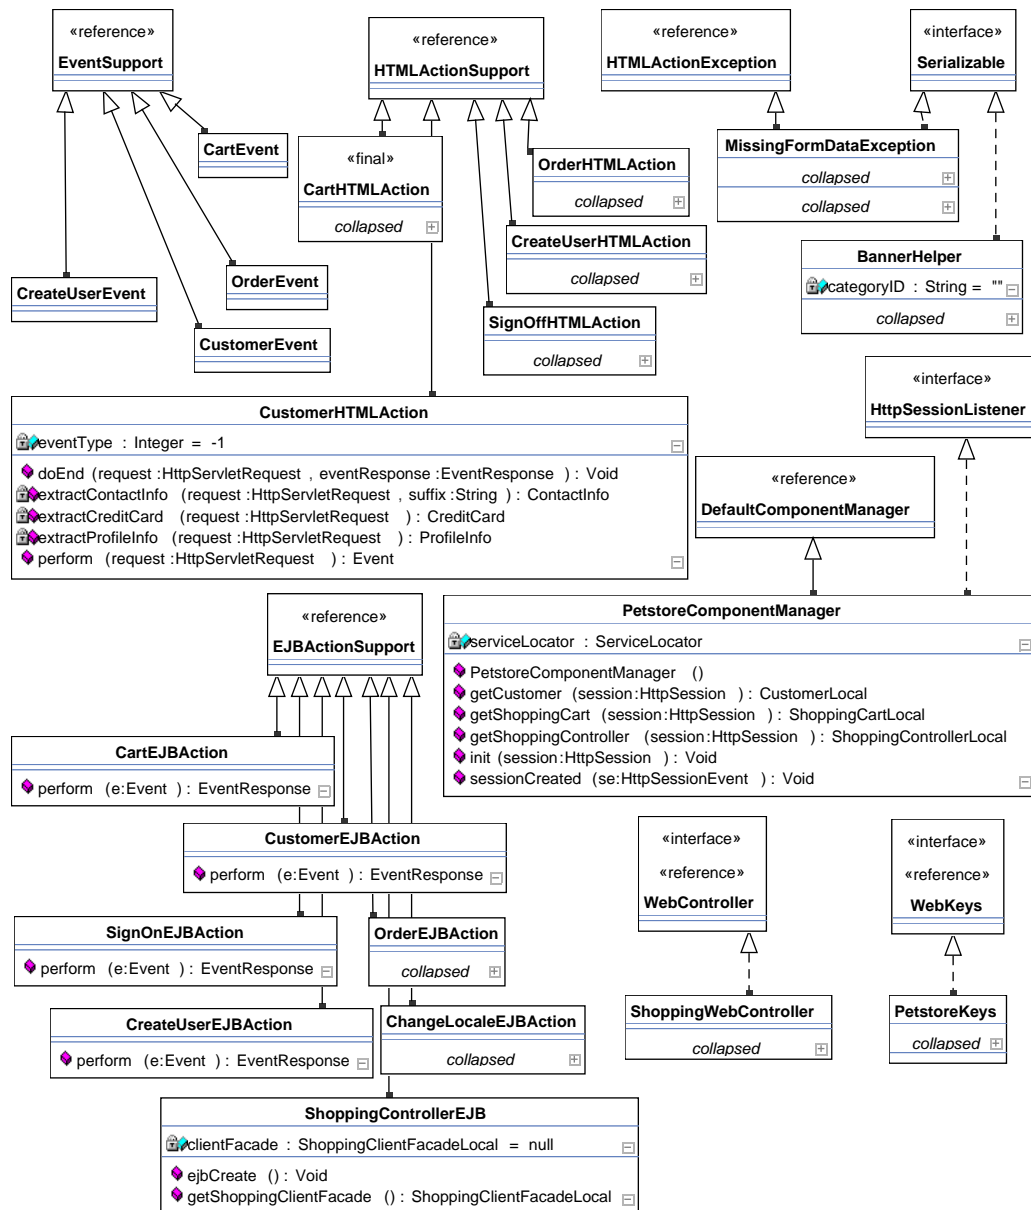 «reference»
EventSupport
«reference»
HTMLActionSupport
«reference»
HTMLActionException
«interface»
Serializable
CartEvent
CreateUserEvent
OrderEvent
CustomerEvent
«final»
CartHTMLAction
collapsed
OrderHTMLAction
collapsed
CreateUserHTMLAction
collapsed
SignOffHTMLAction
collapsed
MissingFormDataException
collapsed
collapsed
BannerHelper
categoryID : String = ""
collapsed
«interface»
HttpSessionListener
CustomerHTMLAction
eventType : Integer = -1
doEnd (request :HttpServletRequest , eventResponse :EventResponse ) : Void
extractContactInfo (request :HttpServletRequest , suffix :String ) : ContactInfo
extractCreditCard (request :HttpServletRequest ) : CreditCard
extractProfileInfo (request :HttpServletRequest ) : ProfileInfo
perform (request :HttpServletRequest ) : Event
«reference»
DefaultComponentManager
«reference»
EJBActionSupport
PetstoreComponentManager
serviceLocator : ServiceLocator
PetstoreComponentManager ()
getCustomer (session:HttpSession ) : CustomerLocal
getShoppingCart (session:HttpSession ) : ShoppingCartLocal
getShoppingController (session:HttpSession ) : ShoppingControllerLocal
init (session:HttpSession ) : Void
sessionCreated (se:HttpSessionEvent ) : Void
CartEJBAction
perform (e:Event ) : EventResponse
CustomerEJBAction
perform (e:Event ) : EventResponse
SignOnEJBAction
perform (e:Event ) : EventResponse
OrderEJBAction
collapsed
CreateUserEJBAction
perform (e:Event ) : EventResponse
ChangeLocaleEJBAction
collapsed
«interface»
«reference»
WebController
«interface»
«reference»
WebKeys
ShoppingWebController
collapsed
PetstoreKeys
collapsed
ShoppingControllerEJB
clientFacade : ShoppingClientFacadeLocal = null
ejbCreate () : Void
getShoppingClientFacade () : ShoppingClientFacadeLocal